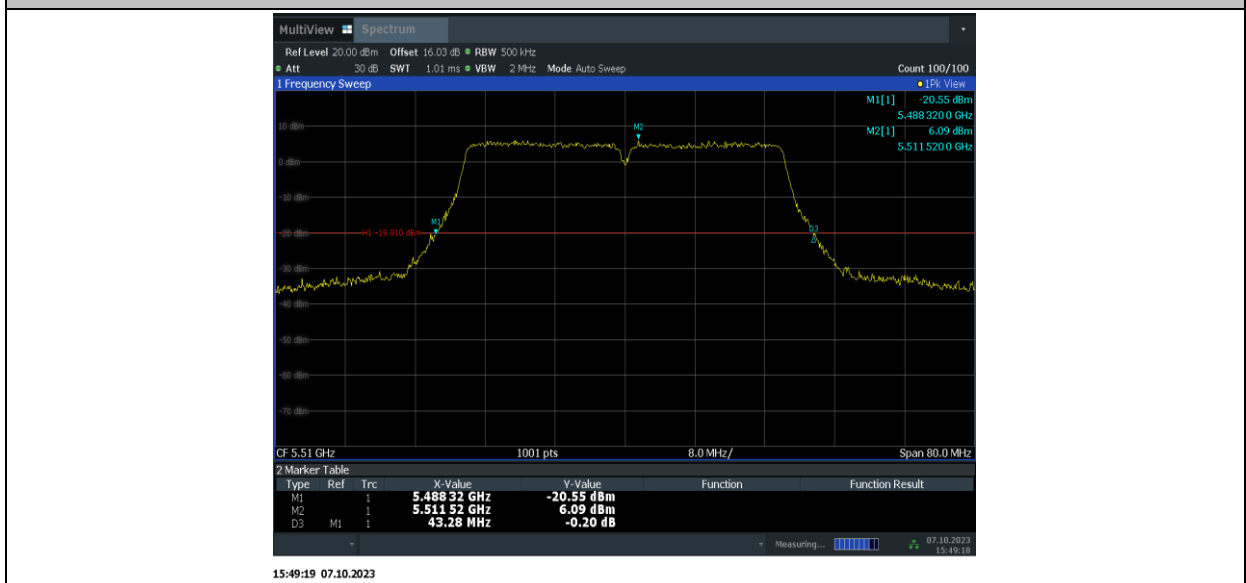 MultiView Spectrum
Ref Level 20.00 dBm Offset 16.03 dB RBW 500 kHz
Att 30 dB SWT 1.01 ms VBW 2 MHz Mode Auto Sweep Count 100/100
1 Frequency Sweep 1Pk View
M1[1] -20.55 dBm
5.488 320 0 GHz
10 dBm M2 M2[1] 6.09 dBm
5.511 520 0 GHz
0 dBm
-10 dBm
M1
-20 dBm H1 -19.910 dBm D3
-30 dBm
-40 dBm
-50 dBm
-60 dBm
-70 dBm
CF 5.51 GHz 1001 pts 8.0 MHz/ Span 80.0 MHz
2 Marker Table
Type Ref Trc X-Value Y-Value Function Function Result
M1 1 5.488 32 GHz -20.55 dBm
M2 1 5.511 52 GHz 6.09 dBm
D3 M1 1 43.28 MHz -0.20 dB
Measuring... 07.10.2023
15:49:18
15:49:19 07.10.2023